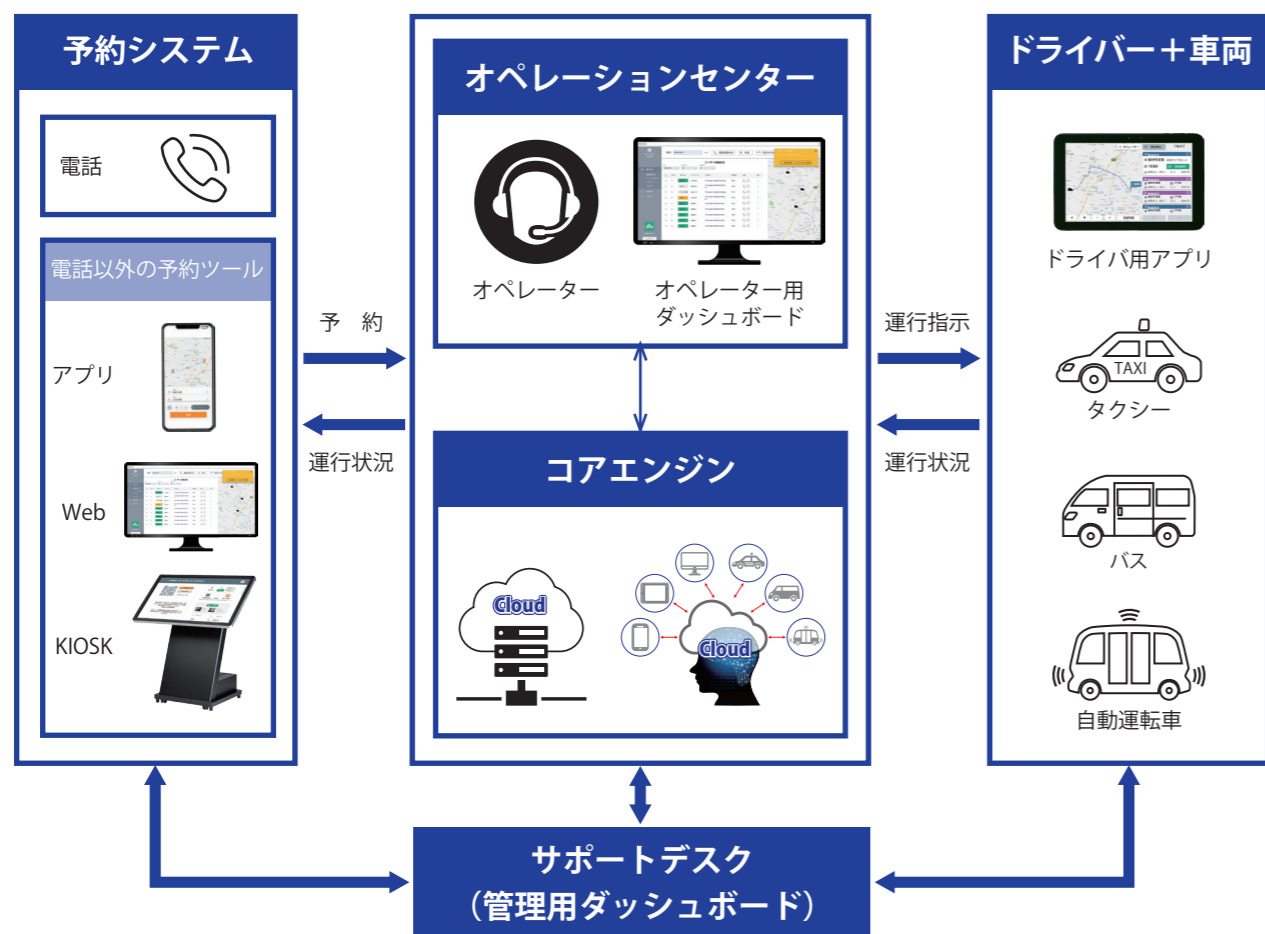 予約システム
電話
電話以外の予約ツール
アプリ
Web
KIOSK
予　約
運行状況
オペレーションセンター
オペレーター
オペレーター用
ダッシュボード
コアエンジン
Cloud
Cloud
運行指示
運行状況
ドライバー＋車両
ドライバ用アプリ
TAXI
タクシー
バス
自動運転車
サポートデスク
（管理用ダッシュボード）